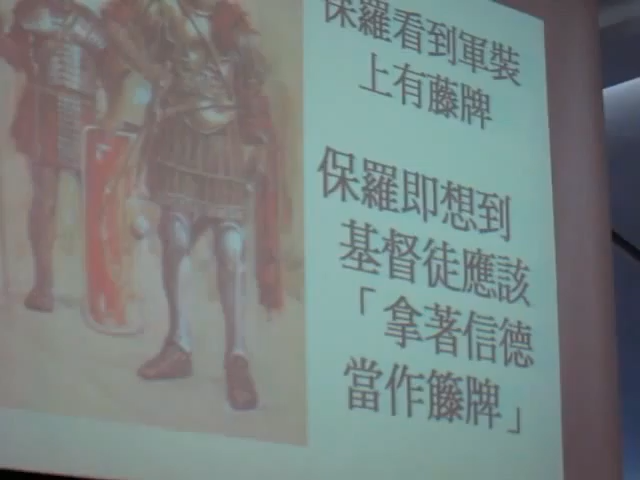 保羅看到軍裝
上有藤牌
保羅即想到
基督徒應該
「拿著信德
當作籐牌」